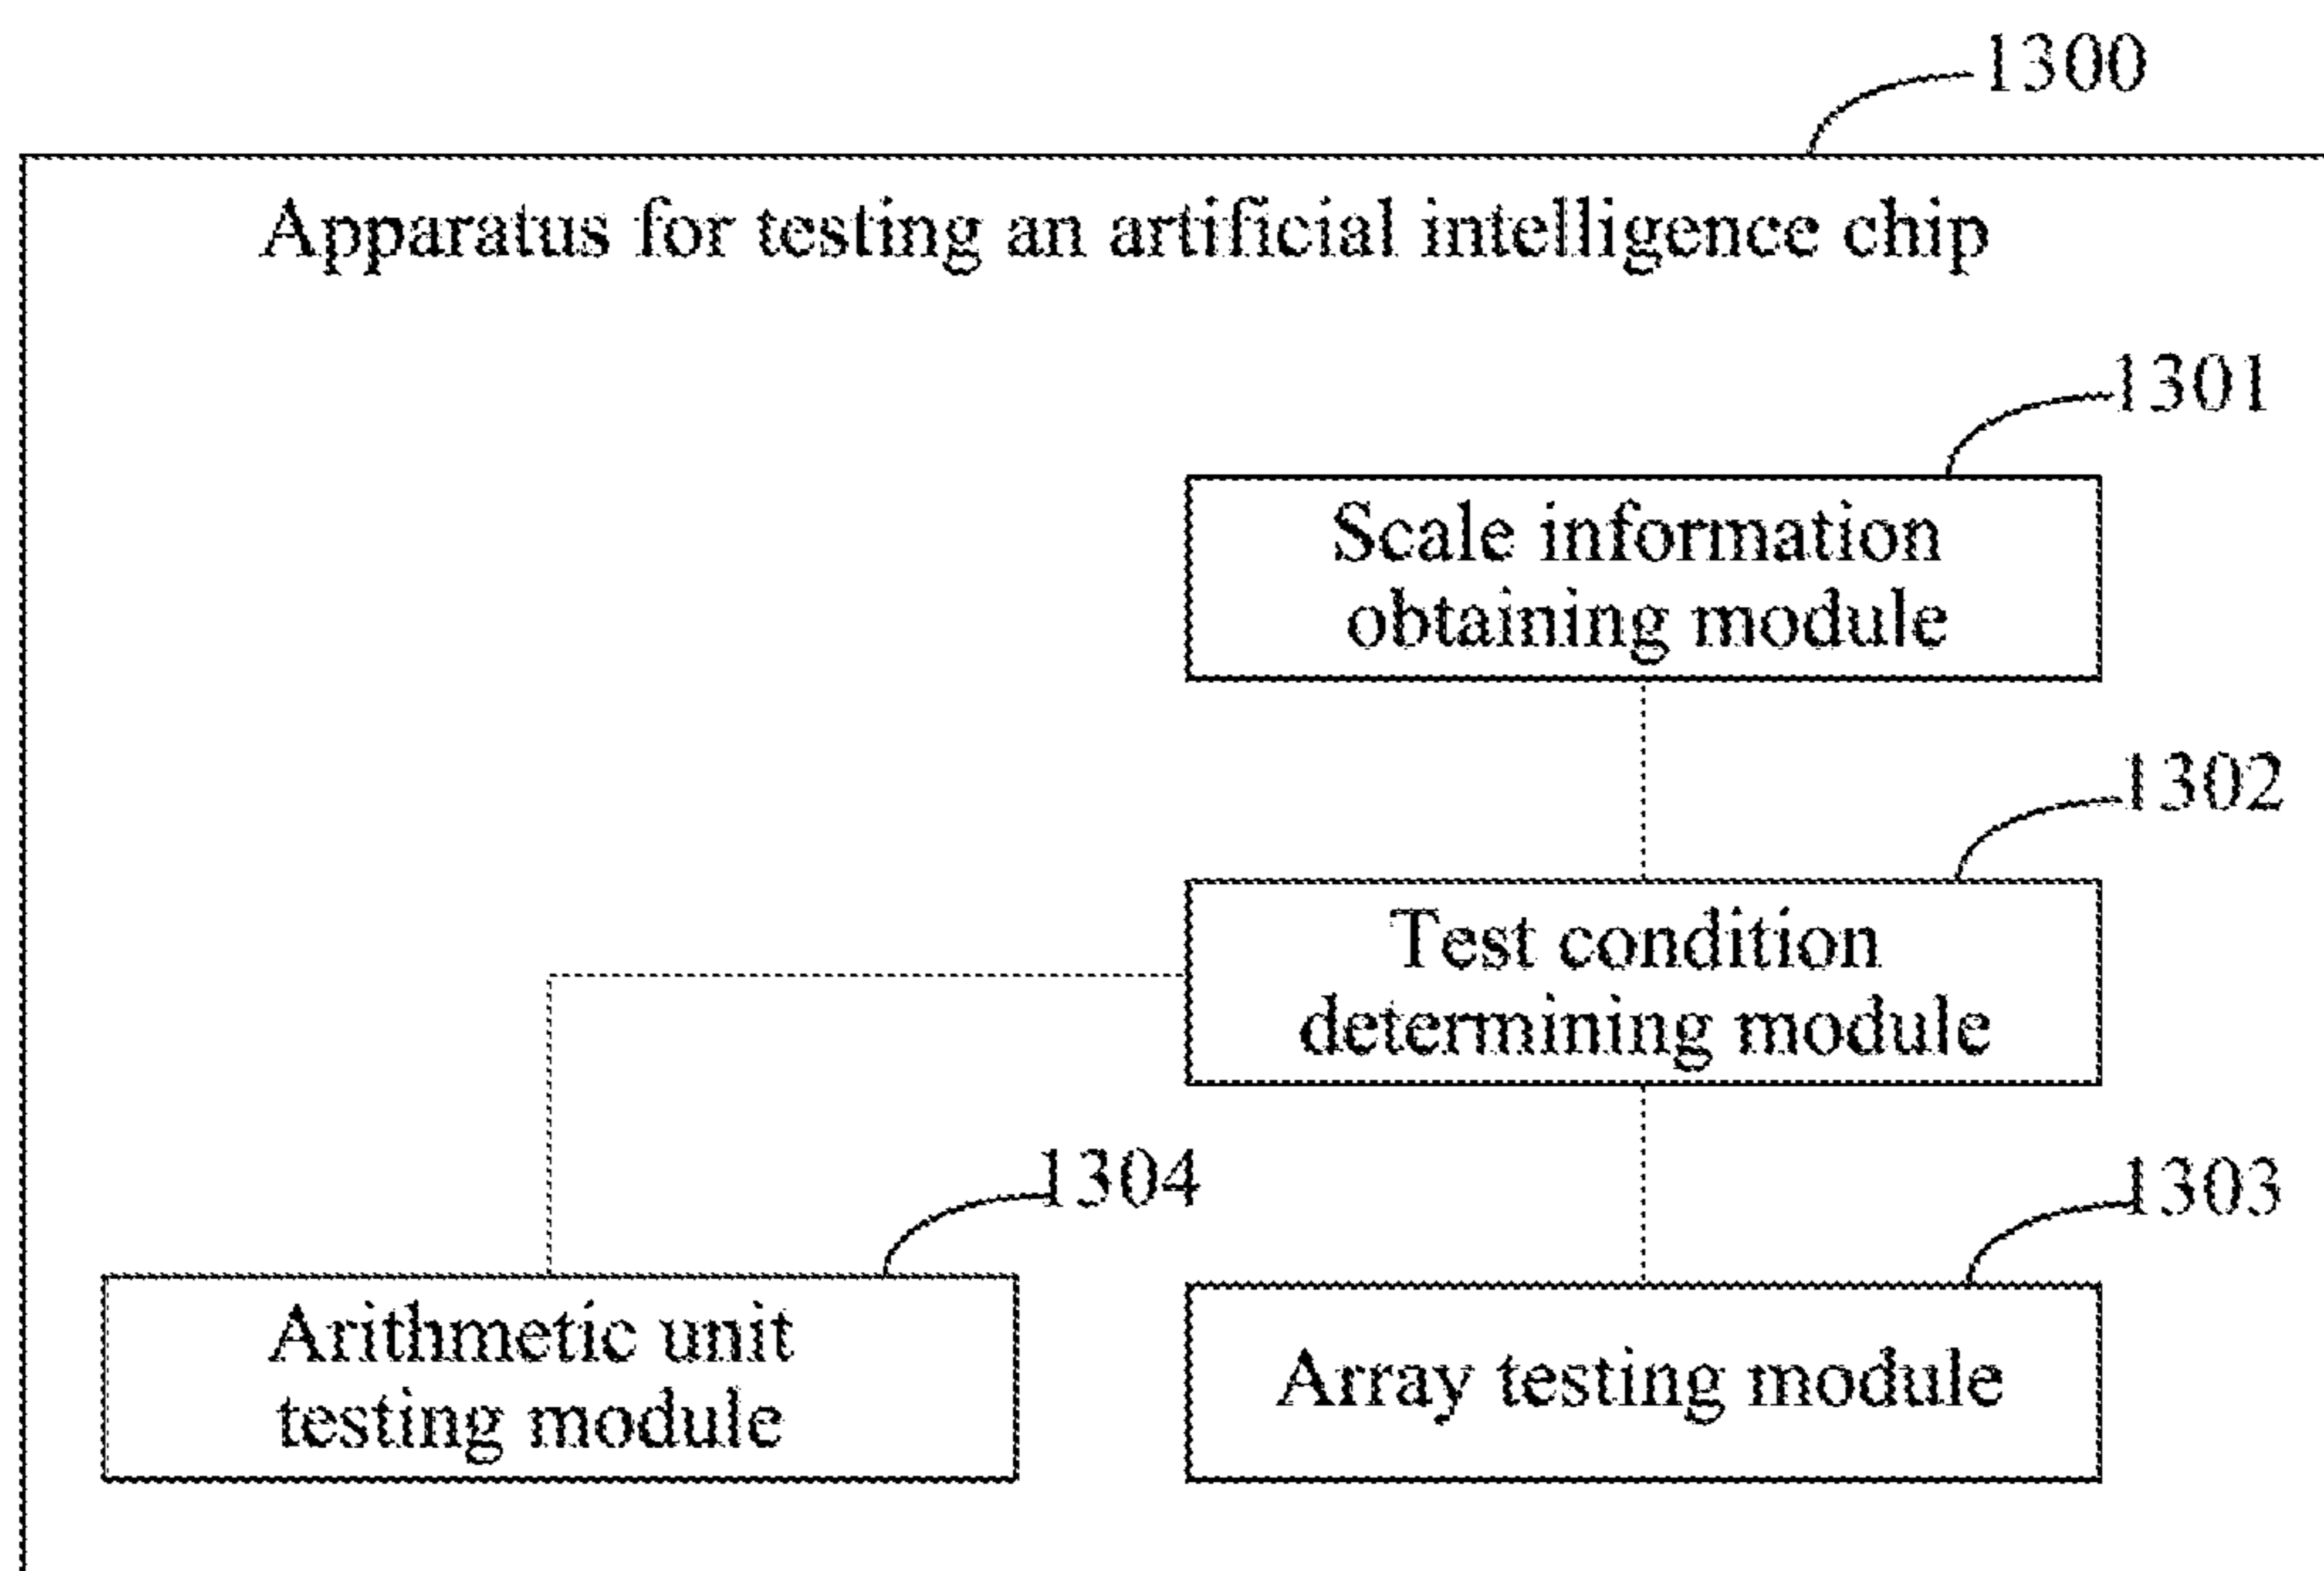 1300
Apparatus for testing an artificial intelligence chip
1301
Scale information
obtaining module
1302
Test condition
determining module
1304
1303
Arithmetic unit
testing module
Array testing module